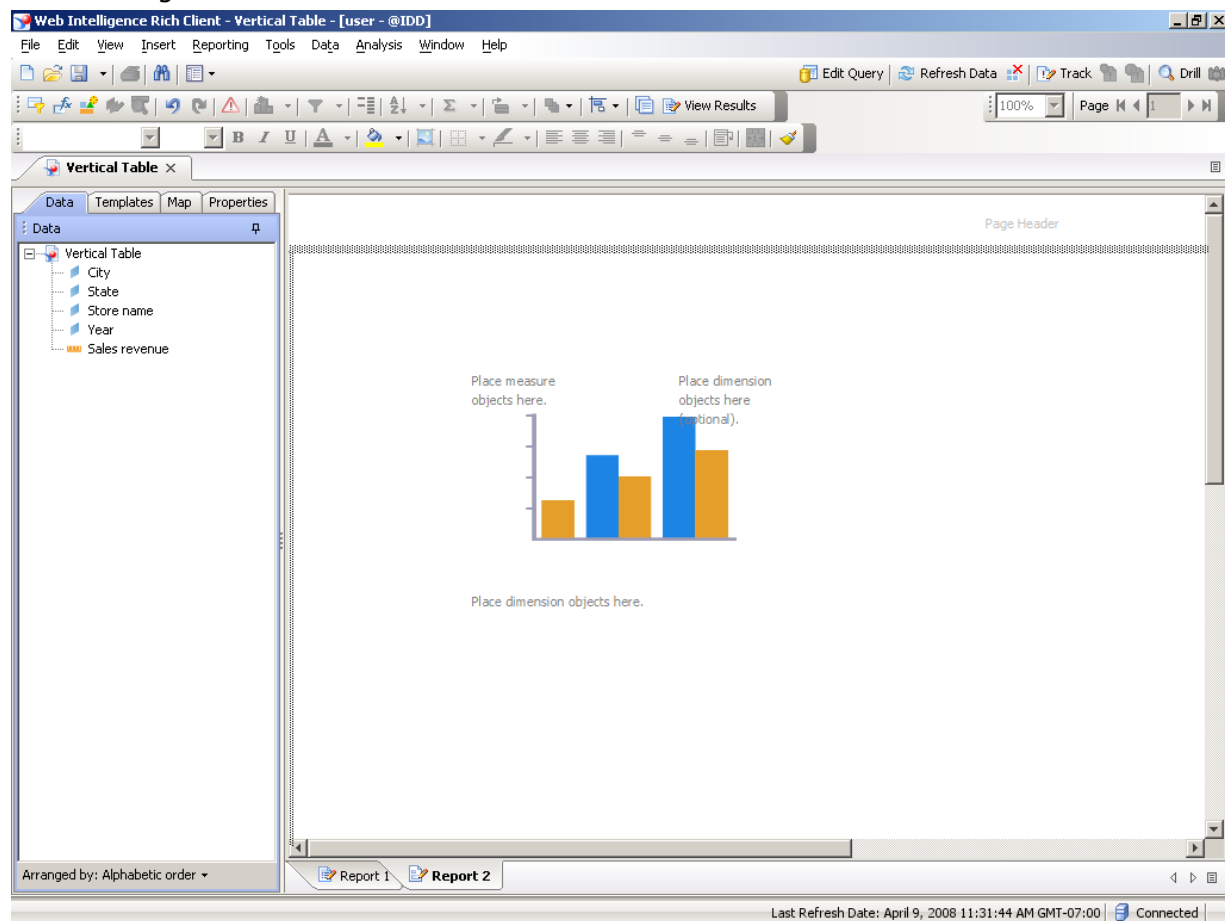 Web Intelligence Rich Client - Vertical Table - [user - @IDD]
File Edit View Insert Reporting Tools Data Analysis Window Help
Edit Query Refresh Data Track Drill
View Results 100% Page 1
B I U A
Vertical Table
Data Templates Map Properties
Data
Page Header
Vertical Table
City
State
Store name
Year
Sales revenue
Place measure
objects here.
Place dimension
objects here
(optional).
Place dimension objects here.
Arranged by: Alphabetic order
Report 1 Report 2
Last Refresh Date: April 9, 2008 11:31:44 AM GMT-07:00 Connected